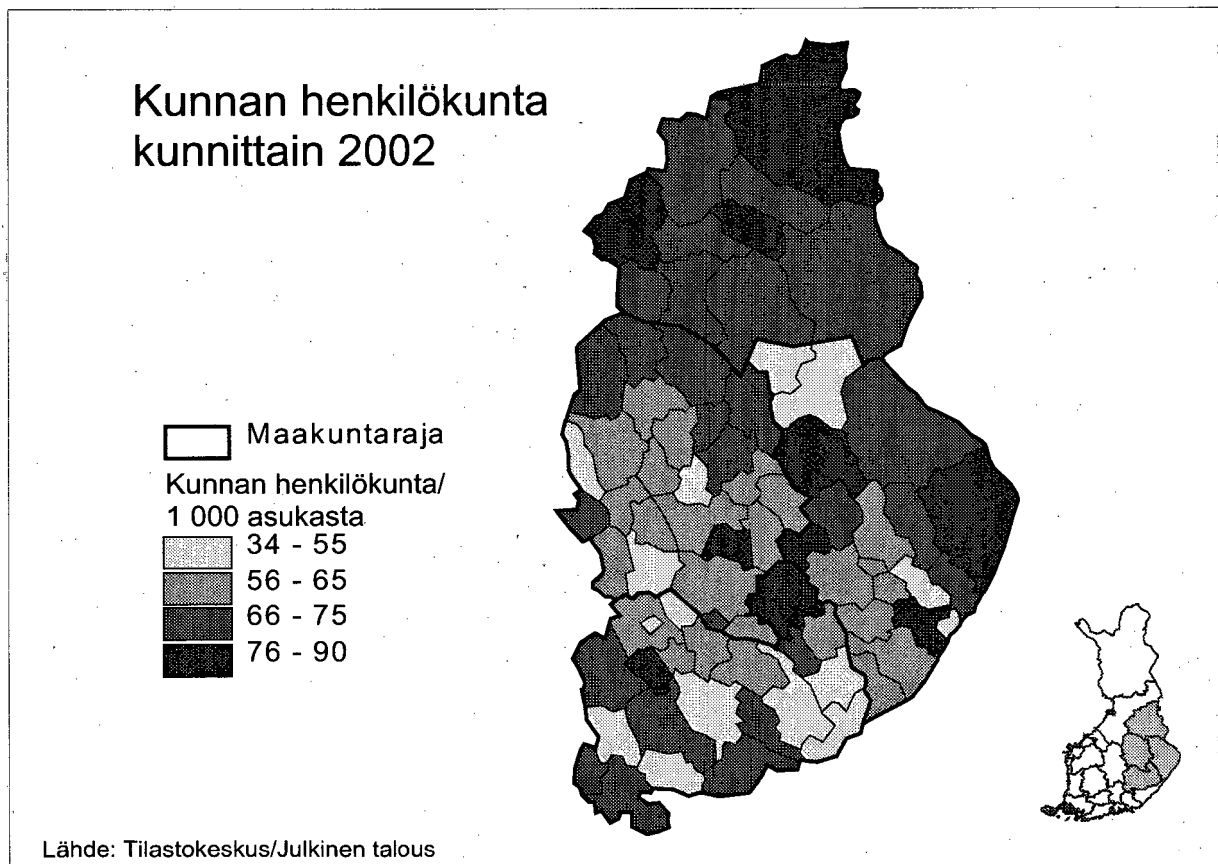 Kunnan henkilökunta
kunnittain 2002
Maakuntaraja
Kunnan henkilökunta/
1 000 asukasta
34 - 55
56 - 65
66 - 75
76 - 90
Lähde: Tilastokeskus/Julkinen talous